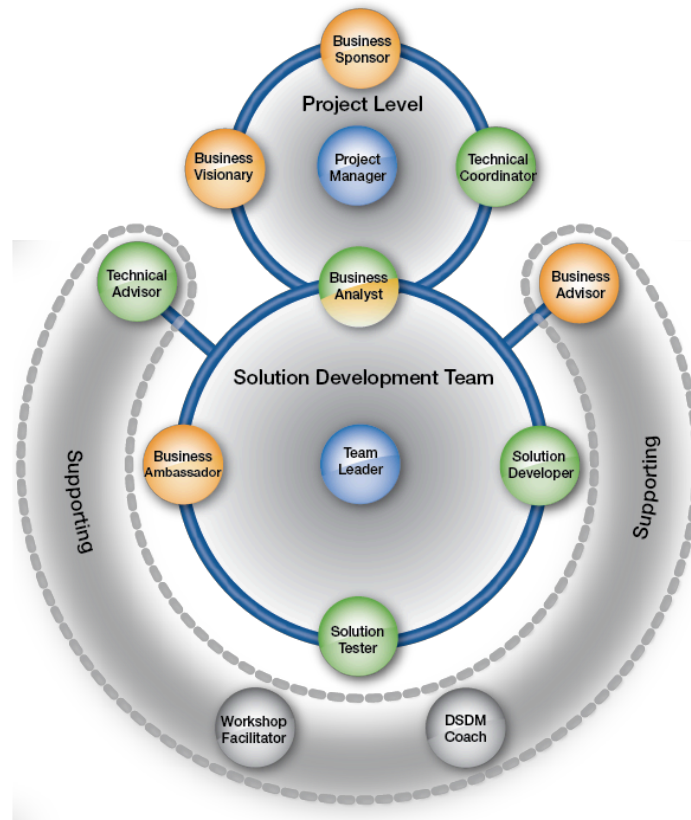 Business
Sponsor
Project Level
Business
Visionary
Project
Manager
Technical
Coordinator
Technical
Advisor
Business
Analyst
Business
Advisor
Solution Development Team
Supporting
Business
Ambassador
Team
Leader
Solution
Developer
Supporting
Solution
Tester
Workshop
Facilitator
DSDM
Coach